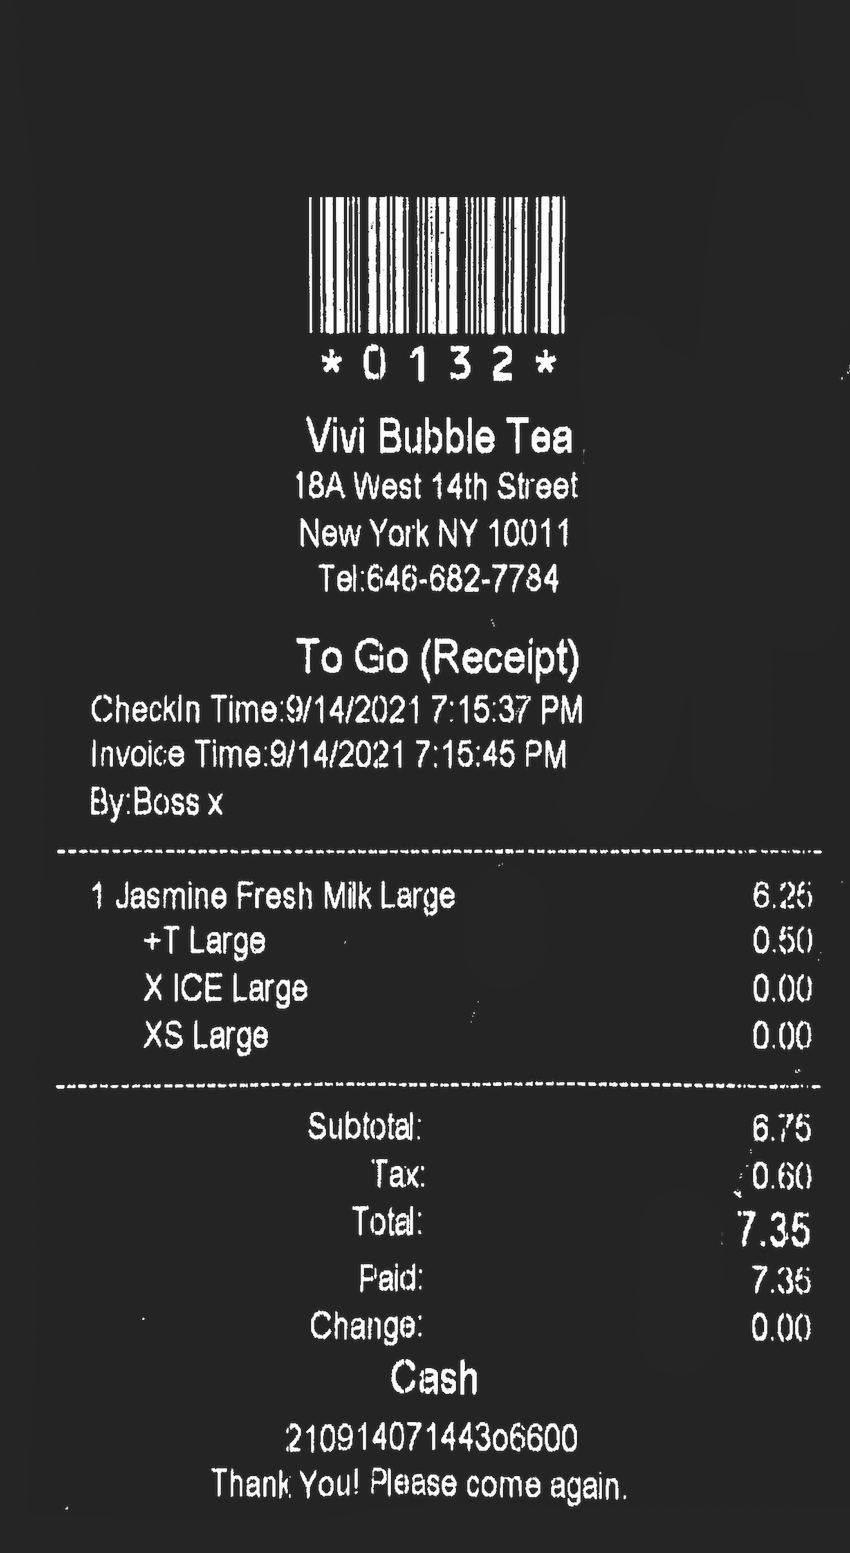 *0132*
Vivi Bubble Tea
18A West 14th Street
New York NY 10011
Tel:646-682-7784
To Go (Receipt)
CheckIn Time:9/14/2021 7:15:37 PM
Invoice Time:9/14/2021 7:15:45 PM
By:Boss x
1 Jasmine Fresh Milk Large 6.25
+T Large 0.50
X ICE Large 0.00
XS Large 0.00
Subtotal: 6.75
Tax: 0.60
Total: 7.35
Paid: 7.35
Change: 0.00
Cash
210914071443o6600
Thank You! Please come again.